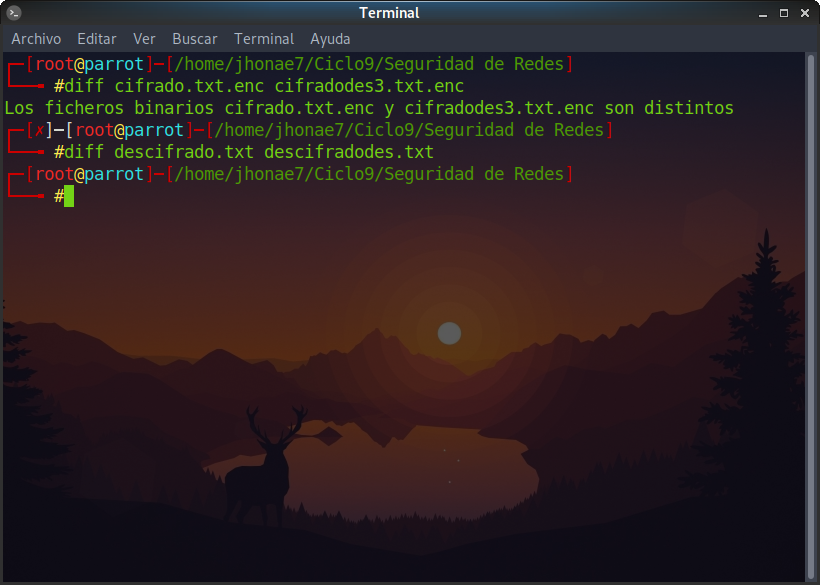 Terminal
Archivo Editar Ver Buscar Terminal Ayuda
┌─[root@parrot]─[/home/jhonae7/Ciclo9/Seguridad de Redes]
└──╼ #diff cifrado.txt.enc cifradodes3.txt.enc
Los ficheros binarios cifrado.txt.enc y cifradodes3.txt.enc son distintos
┌─[✗]─[root@parrot]─[/home/jhonae7/Ciclo9/Seguridad de Redes]
└──╼ #diff descifrado.txt descifradodes.txt
┌─[root@parrot]─[/home/jhonae7/Ciclo9/Seguridad de Redes]
└──╼ #